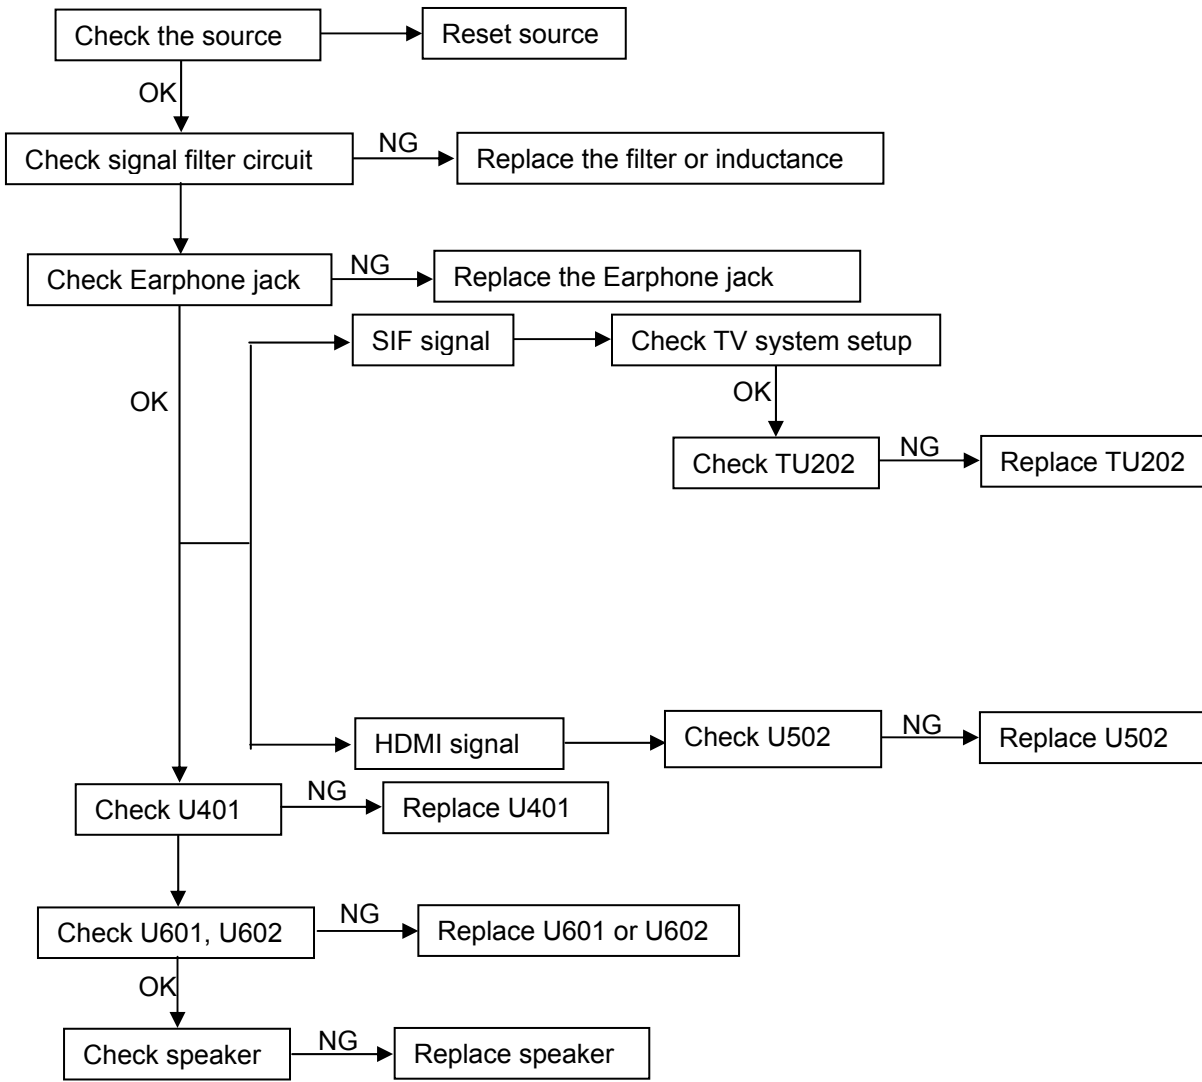 Check the source
Reset source
OK
Check signal filter circuit
NG
Replace the filter or inductance
Check Earphone jack
NG
Replace the Earphone jack
SIF signal
Check TV system setup
OK
OK
Check TU202
NG
Replace TU202
HDMI signal
Check U502
NG
Replace U502
Check U401
NG
Replace U401
Check U601, U602
NG
Replace U601 or U602
OK
Check speaker
NG
Replace speaker